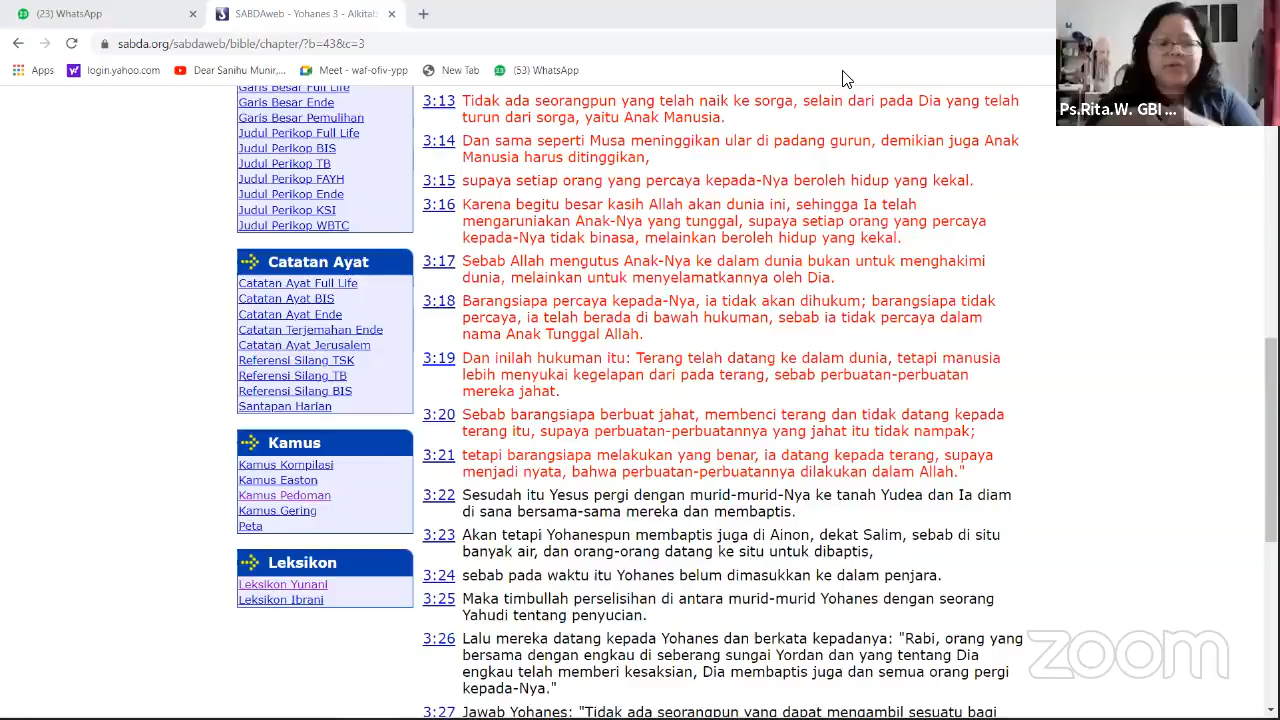 (23) WhatsApp
SABDAweb - Yohanes 3 - Alkitab
sabda.org/sabdaweb/bible/chapter/?b=43&c=3
Apps
login.yahoo.com
Dear Sanihu Munir,...
Meet - waf-ofiv-ypp
New Tab
(53) WhatsApp
Ps.Rita.W. GBI ...
Garis Besar Full Life
Garis Besar Ende
Garis Besar Pemulihan
Judul Perikop Full Life
Judul Perikop BIS
Judul Perikop TB
Judul Perikop FAYH
Judul Perikop Ende
Judul Perikop KSI
Judul Perikop WBTC
Catatan Ayat
Catatan Ayat Full Life
Catatan Ayat BIS
Catatan Ayat Ende
Catatan Terjemahan Ende
Catatan Ayat Jerusalem
Referensi Silang TSK
Referensi Silang TB
Referensi Silang BIS
Santapan Harian
Kamus
Kamus Kompilasi
Kamus Easton
Kamus Pedoman
Kamus Gering
Peta
Leksikon
Leksikon Yunani
Leksikon Ibrani
3:13 Tidak ada seorangpun yang telah naik ke sorga, selain dari pada Dia yang telah
turun dari sorga, yaitu Anak Manusia.
3:14 Dan sama seperti Musa meninggikan ular di padang gurun, demikian juga Anak
Manusia harus ditinggikan,
3:15 supaya setiap orang yang percaya kepada-Nya beroleh hidup yang kekal.
3:16 Karena begitu besar kasih Allah akan dunia ini, sehingga Ia telah
mengaruniakan Anak-Nya yang tunggal, supaya setiap orang yang percaya
kepada-Nya tidak binasa, melainkan beroleh hidup yang kekal.
3:17 Sebab Allah mengutus Anak-Nya ke dalam dunia bukan untuk menghakimi
dunia, melainkan untuk menyelamatkannya oleh Dia.
3:18 Barangsiapa percaya kepada-Nya, ia tidak akan dihukum; barangsiapa tidak
percaya, ia telah berada di bawah hukuman, sebab ia tidak percaya dalam
nama Anak Tunggal Allah.
3:19 Dan inilah hukuman itu: Terang telah datang ke dalam dunia, tetapi manusia
lebih menyukai kegelapan dari pada terang, sebab perbuatan-perbuatan
mereka jahat.
3:20 Sebab barangsiapa berbuat jahat, membenci terang dan tidak datang kepada
terang itu, supaya perbuatan-perbuatannya yang jahat itu tidak nampak;
3:21 tetapi barangsiapa melakukan yang benar, ia datang kepada terang, supaya
menjadi nyata, bahwa perbuatan-perbuatannya dilakukan dalam Allah."
3:22 Sesudah itu Yesus pergi dengan murid-murid-Nya ke tanah Yudea dan Ia diam
di sana bersama-sama mereka dan membaptis.
3:23 Akan tetapi Yohanespun membaptis juga di Ainon, dekat Salim, sebab di situ
banyak air, dan orang-orang datang ke situ untuk dibaptis,
3:24 sebab pada waktu itu Yohanes belum dimasukkan ke dalam penjara.
3:25 Maka timbullah perselisihan di antara murid-murid Yohanes dengan seorang
Yahudi tentang penyucian.
3:26 Lalu mereka datang kepada Yohanes dan berkata kepadanya: "Rabi, orang yang
bersama dengan engkau di seberang sungai Yordan dan yang tentang Dia
engkau telah memberi kesaksian, Dia membaptis juga dan semua orang pergi
kepada-Nya."
3:27 Jawab Yohanes: "Tidak ada seorangpun yang dapat mengambil sesuatu bagi
zoom